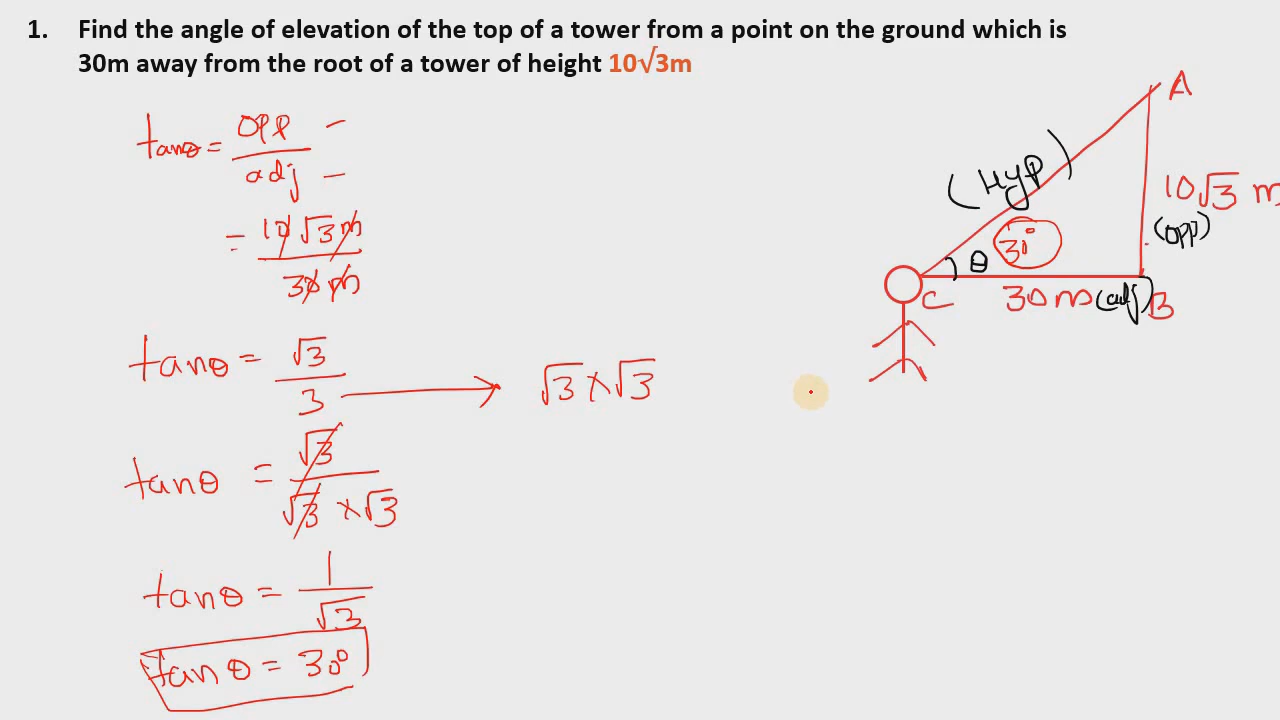 1. Find the angle of elevation of the top of a tower from a point on the ground which is
30m away from the root of a tower of height 10√3m
tanθ = opp / adj
= 10√3m / 30m
tanθ = √3 / 3 → √3 × √3
tanθ = √3 / √3 × √3
tanθ = 1 / √3
tanθ = 30°
A
(Hyp)
10√3 m
(opp)
θ 30°
C 30m (adj) B